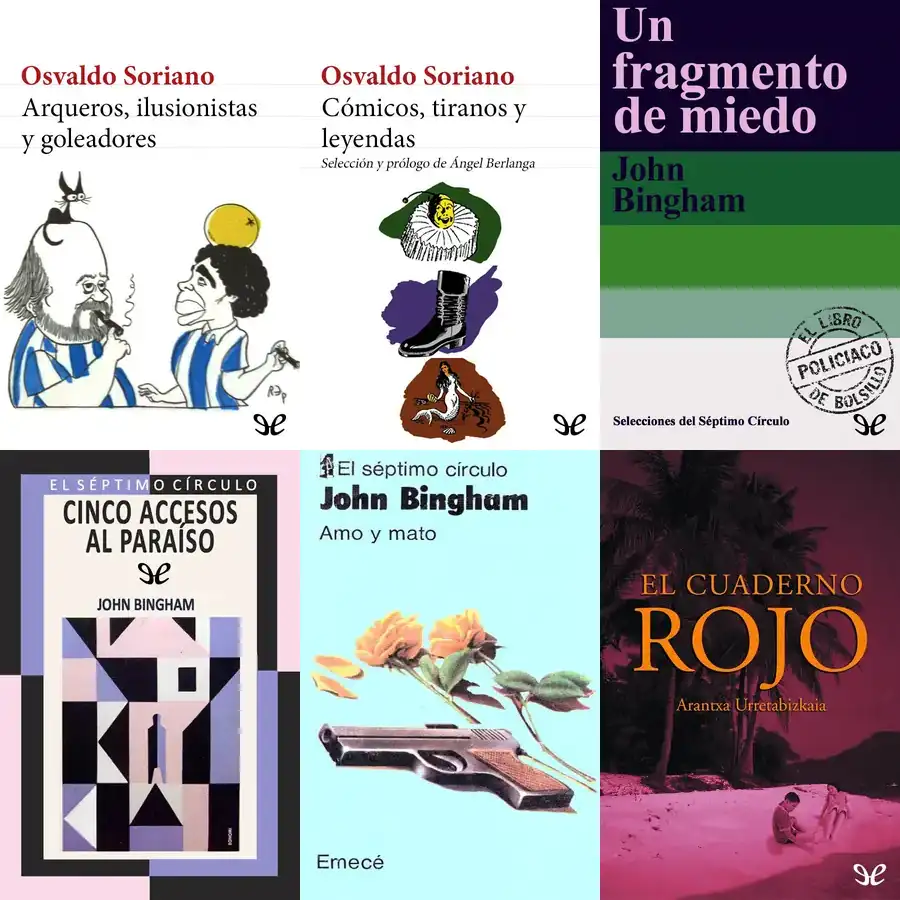 Osvaldo Soriano
Arqueros, ilusionistas
y goleadores
Rep
Osvaldo Soriano
Cómicos, tiranos y
leyendas
Selección y prólogo de Ángel Berlanga
Un
fragmento
de miedo
John
Bingham
EL LIBRO
POLICIACO
DE BOLSILLO
Selecciones del Séptimo Círculo
EL SÉPTIMO CÍRCULO
CINCO ACCESOS
AL PARAÍSO
JOHN BINGHAM
El séptimo círculo
John Bingham
Amo y mato
Emecé
EL CUADERNO
ROJO
Arantxa Urretabizkaia